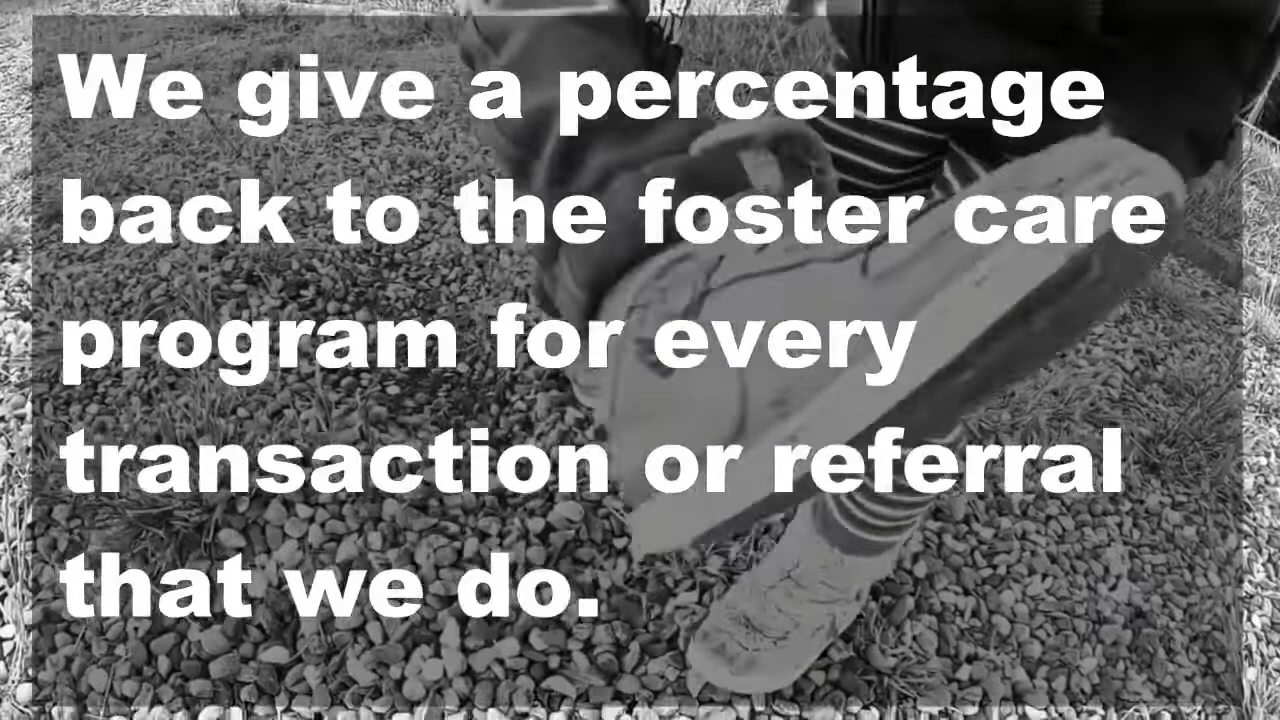 We give a percentage
back to the foster care
program for every
transaction or referral
that we do.